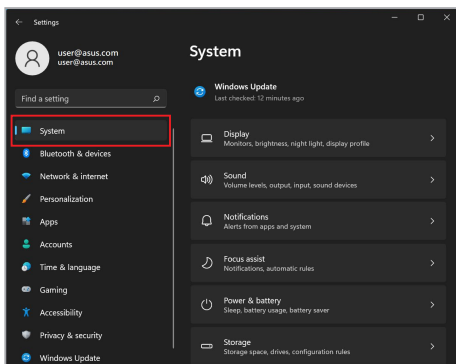 Settings
user@asus.com
user@asus.com
Find a setting
System
Bluetooth & devices
Network & internet
Personalization
Apps
Accounts
Time & language
Gaming
Accessibility
Privacy & security
Windows Update
System
Windows Update
Last checked: 12 minutes ago
Display
Monitors, brightness, night light, display profile
Sound
Volume levels, output, input, sound devices
Notifications
Alerts from apps and system
Focus assist
Notifications, automatic rules
Power & battery
Sleep, battery usage, battery saver
Storage
Storage space, drives, configuration rules